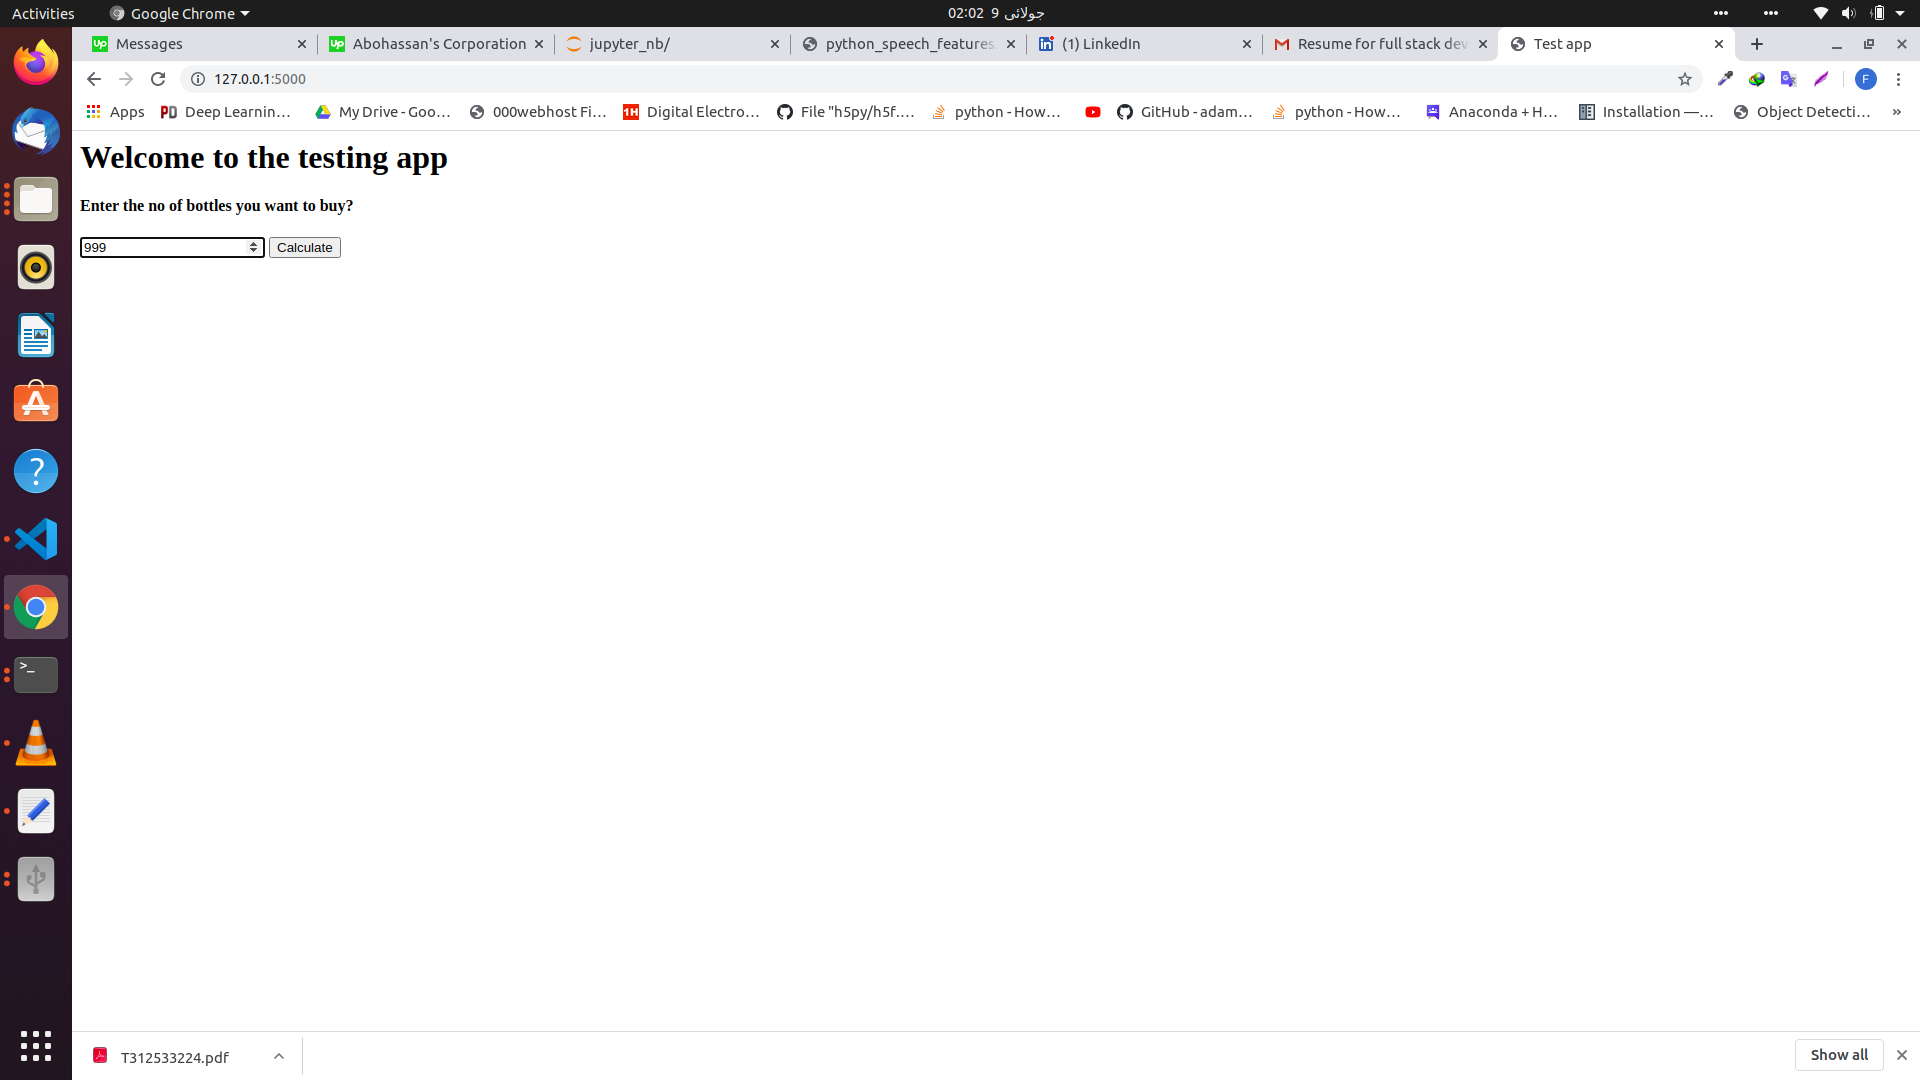 Activities Google Chrome 02:02 9 جولائی
Messages Abohassan's Corporation jupyter_nb/ python_speech_features. (1) LinkedIn Resume for full stack dev Test app
127.0.0.1:5000 F
Apps PD Deep Learnin… My Drive - Goo… 000webhost Fi… 1H Digital Electro… File "h5py/h5f.… python - How… GitHub - adam… python - How… Anaconda + H… Installation —… Object Detecti… »
Welcome to the testing app
Enter the no of bottles you want to buy?
999 Calculate
T312533224.pdf Show all